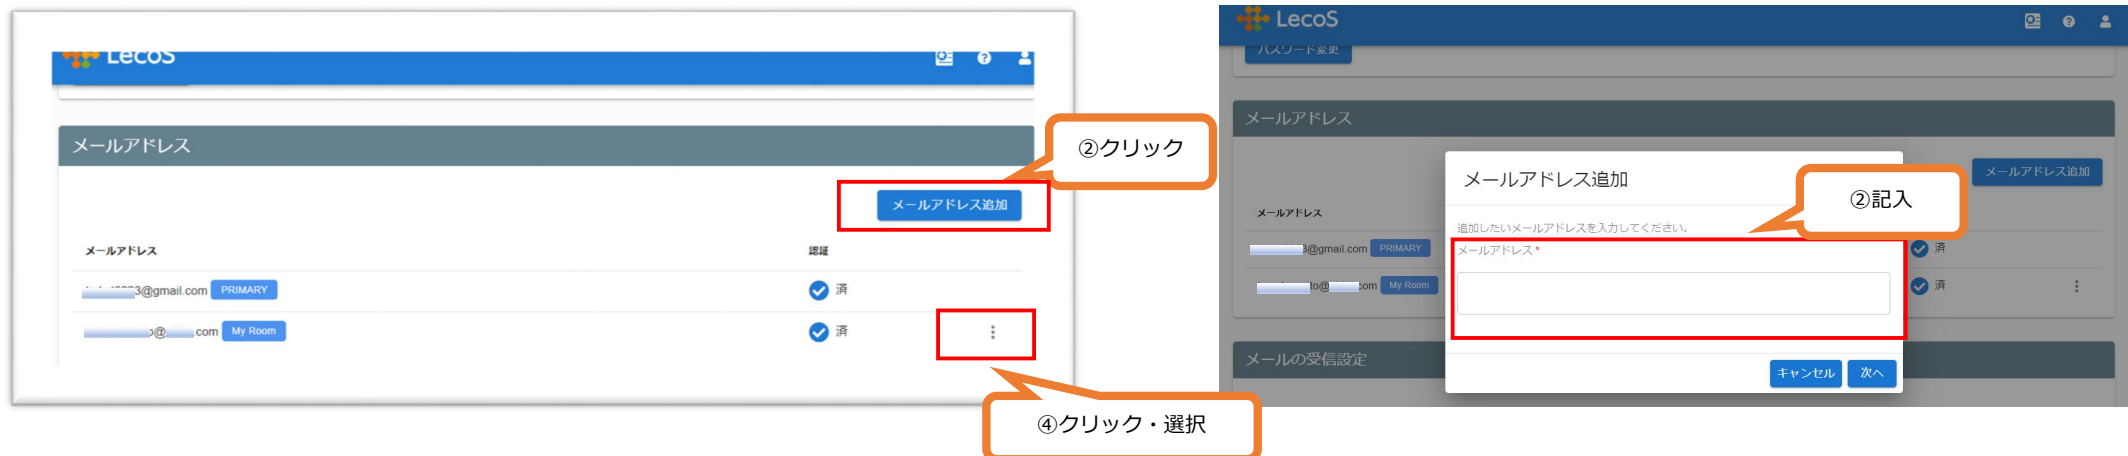 LecoS
メールアドレス
②クリック
メールアドレス追加
メールアドレス
認証
3@gmail.com PRIMARY
済
@ .com My Room
済
④クリック・選択
LecoS
パスワード変更
メールアドレス
メールアドレス追加
メールアドレス追加
②記入
メールアドレス
追加したいメールアドレスを入力してください。
メールアドレス*
3@gmail.com PRIMARY
済
to@ com My Room
済
メールの受信設定
キャンセル
次へ